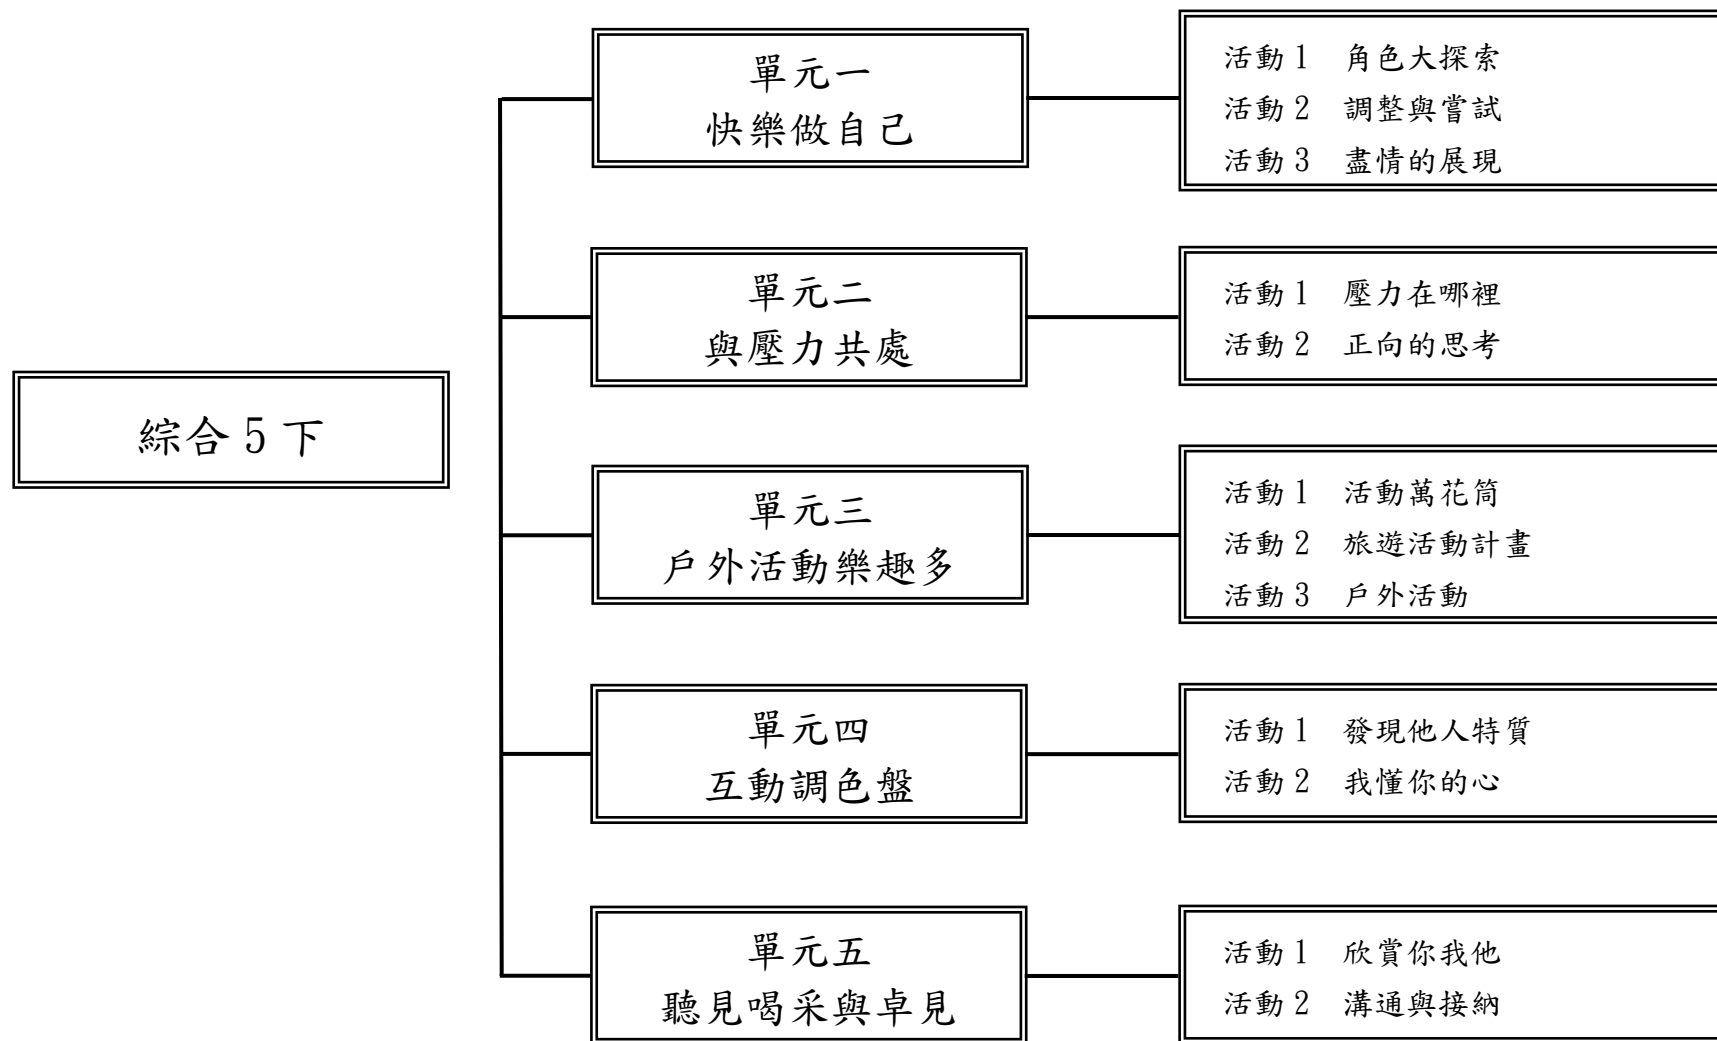 綜合 5 下
單元一
快樂做自己
活動 1 角色大探索
活動 2 調整與嘗試
活動 3 盡情的展現
單元二
與壓力共處
活動 1 壓力在哪裡
活動 2 正向的思考
單元三
戶外活動樂趣多
活動 1 活動萬花筒
活動 2 旅遊活動計畫
活動 3 戶外活動
單元四
互動調色盤
活動 1 發現他人特質
活動 2 我懂你的心
單元五
聽見喝采與卓見
活動 1 欣賞你我他
活動 2 溝通與接納